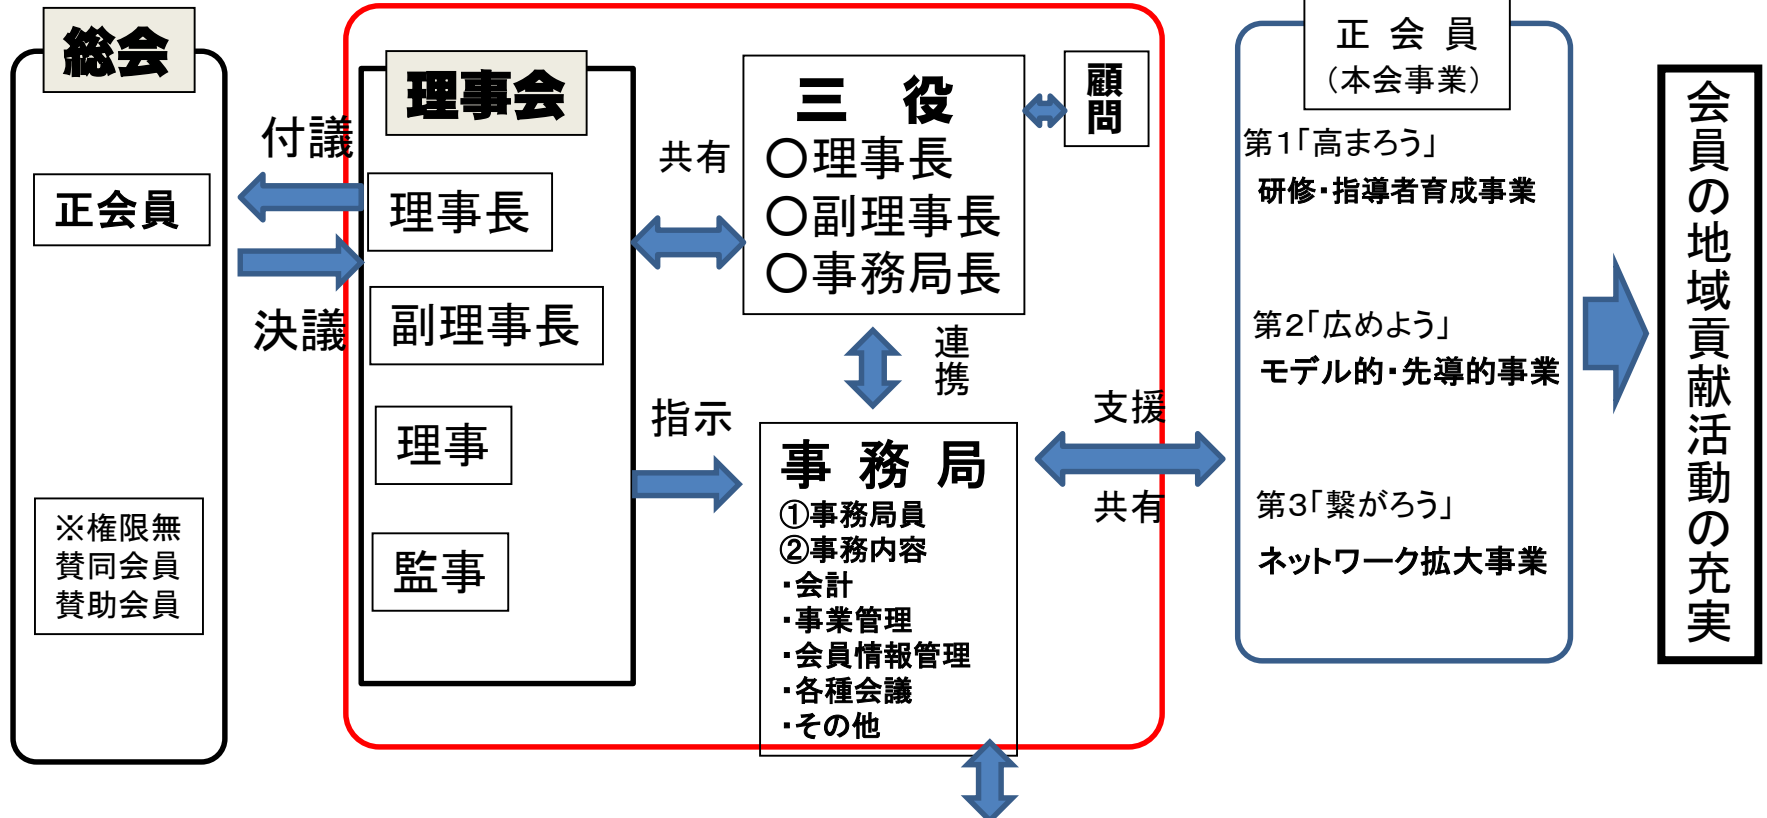 総会
正会員
※権限無
賛同会員
賛助会員
付議
決議
理事会
理事長
副理事長
理事
監事
共有
指示
三 役
○理事長
○副理事長
○事務局長
顧問
連携
事 務 局
①事務局員
②事務内容
・会計
・事業管理
・会員情報管理
・各種会議
・その他
支援
共有
正 会 員
（本会事業）
第１「高まろう」
研修・指導者育成事業
第２「広めよう」
モデル的・先導的事業
第３「繋がろう」
ネットワーク拡大事業
会員の地域貢献活動の充実